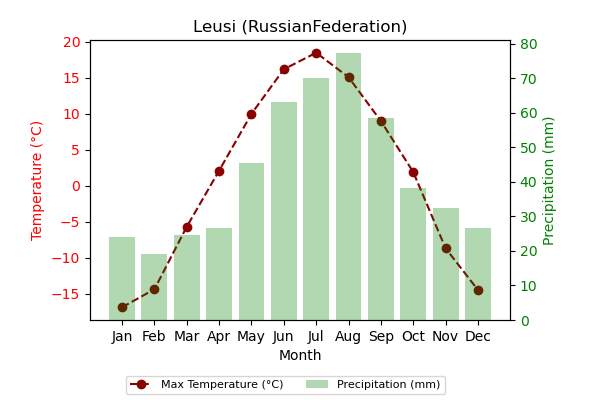 Leusi (RussianFederation)
Temperature (°C)
20
15
10
5
0
−5
−10
−15
80
70
60
50
40
30
20
10
0
Precipitation (mm)
Jan Feb Mar Apr May Jun Jul Aug Sep Oct Nov Dec
Month
Max Temperature (°C) Precipitation (mm)